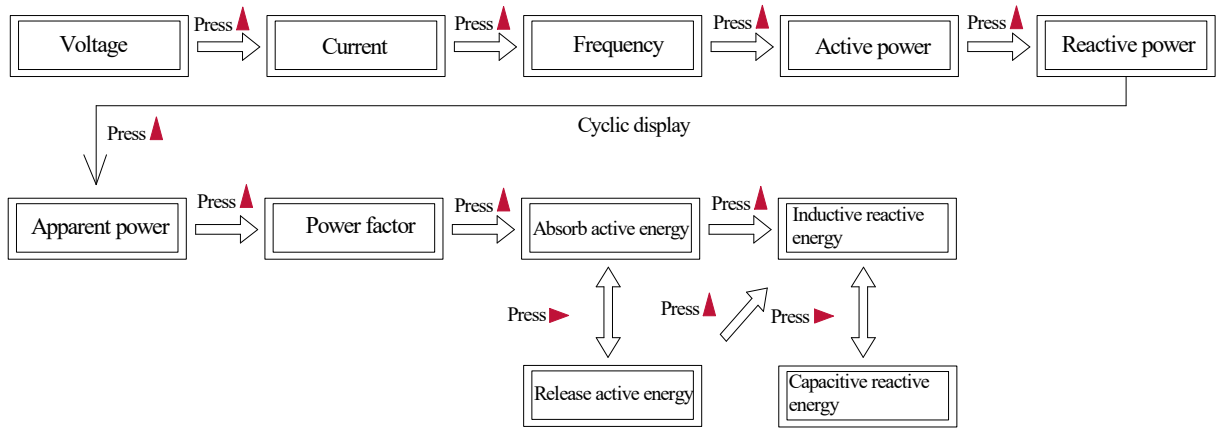 Press Press Press Press
Voltage Current Frequency Active power Reactive power
Press
Cyclic display
Press Press Press
Apparent power Power factor Absorb active energy Inductive reactive
energy
Press Press Press
Release active energy Capacitive reactive
energy